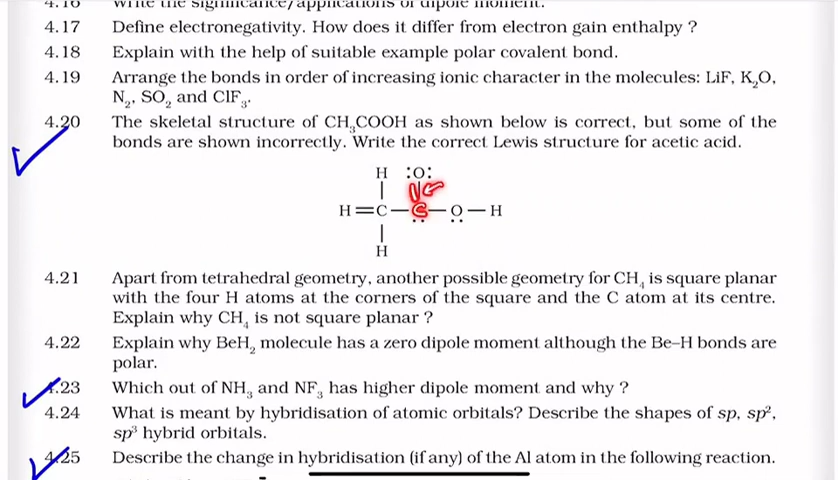 4.16 Write the significance/applications of dipole moment.
4.17 Define electronegativity. How does it differ from electron gain enthalpy ?
4.18 Explain with the help of suitable example polar covalent bond.
4.19 Arrange the bonds in order of increasing ionic character in the molecules: LiF, K₂O,
N₂, SO₂ and ClF₃.
4.20 The skeletal structure of CH₃COOH as shown below is correct, but some of the
bonds are shown incorrectly. Write the correct Lewis structure for acetic acid.
H :O:
H=C—C—O—H
H
4.21 Apart from tetrahedral geometry, another possible geometry for CH₄ is square planar
with the four H atoms at the corners of the square and the C atom at its centre.
Explain why CH₄ is not square planar ?
4.22 Explain why BeH₂ molecule has a zero dipole moment although the Be–H bonds are
polar.
4.23 Which out of NH₃ and NF₃ has higher dipole moment and why ?
4.24 What is meant by hybridisation of atomic orbitals? Describe the shapes of sp, sp²,
sp³ hybrid orbitals.
4.25 Describe the change in hybridisation (if any) of the Al atom in the following reaction.